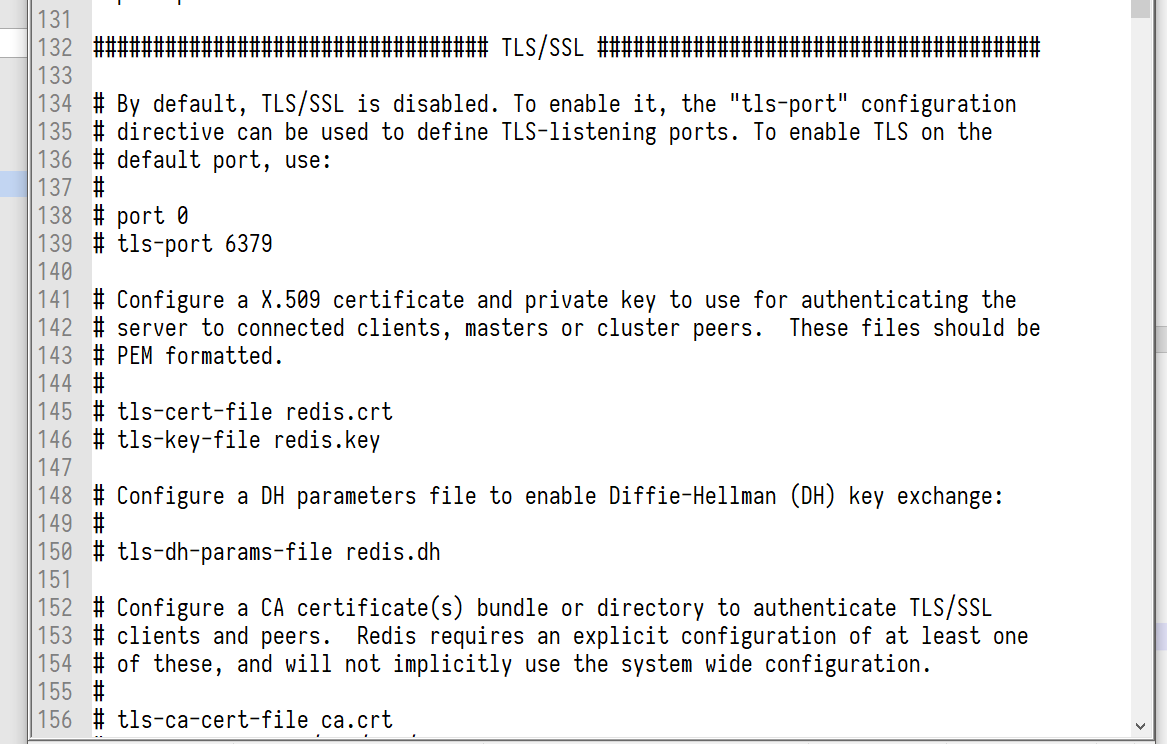 131
132 ################################# TLS/SSL #####################################
133
134 # By default, TLS/SSL is disabled. To enable it, the "tls-port" configuration
135 # directive can be used to define TLS-listening ports. To enable TLS on the
136 # default port, use:
137 #
138 # port 0
139 # tls-port 6379
140
141 # Configure a X.509 certificate and private key to use for authenticating the
142 # server to connected clients, masters or cluster peers.  These files should be
143 # PEM formatted.
144 #
145 # tls-cert-file redis.crt
146 # tls-key-file redis.key
147
148 # Configure a DH parameters file to enable Diffie-Hellman (DH) key exchange:
149 #
150 # tls-dh-params-file redis.dh
151
152 # Configure a CA certificate(s) bundle or directory to authenticate TLS/SSL
153 # clients and peers.  Redis requires an explicit configuration of at least one
154 # of these, and will not implicitly use the system wide configuration.
155 #
156 # tls-ca-cert-file ca.crt